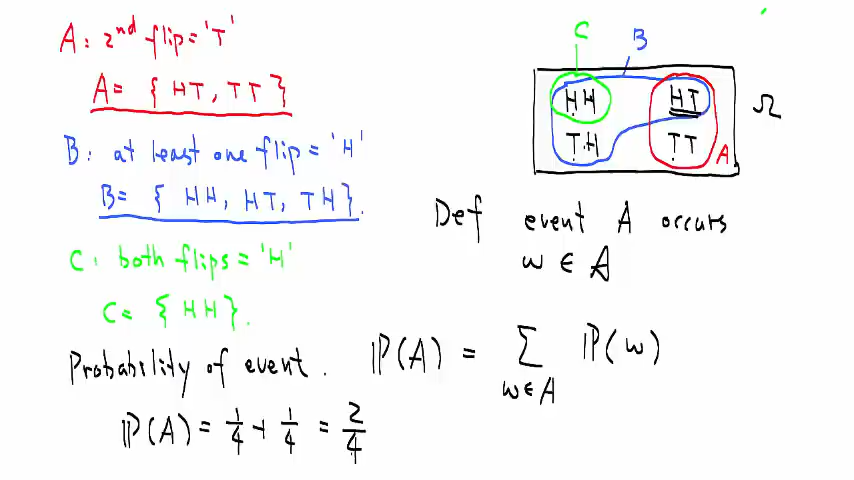 A: 2nd flip = 'T'
A = { HT, TT }
B: at least one flip = 'H'
B = { HH, HT, TH }.
C: both flips = 'H'
C = { HH }.
C
B
HH HT
TH TT
A
Ω
Def event A occurs
w ∈ A
Probability of event. ℙ(A) = ∑ ℙ(w)
w∈A
ℙ(A) = 1/4 + 1/4 = 2/4